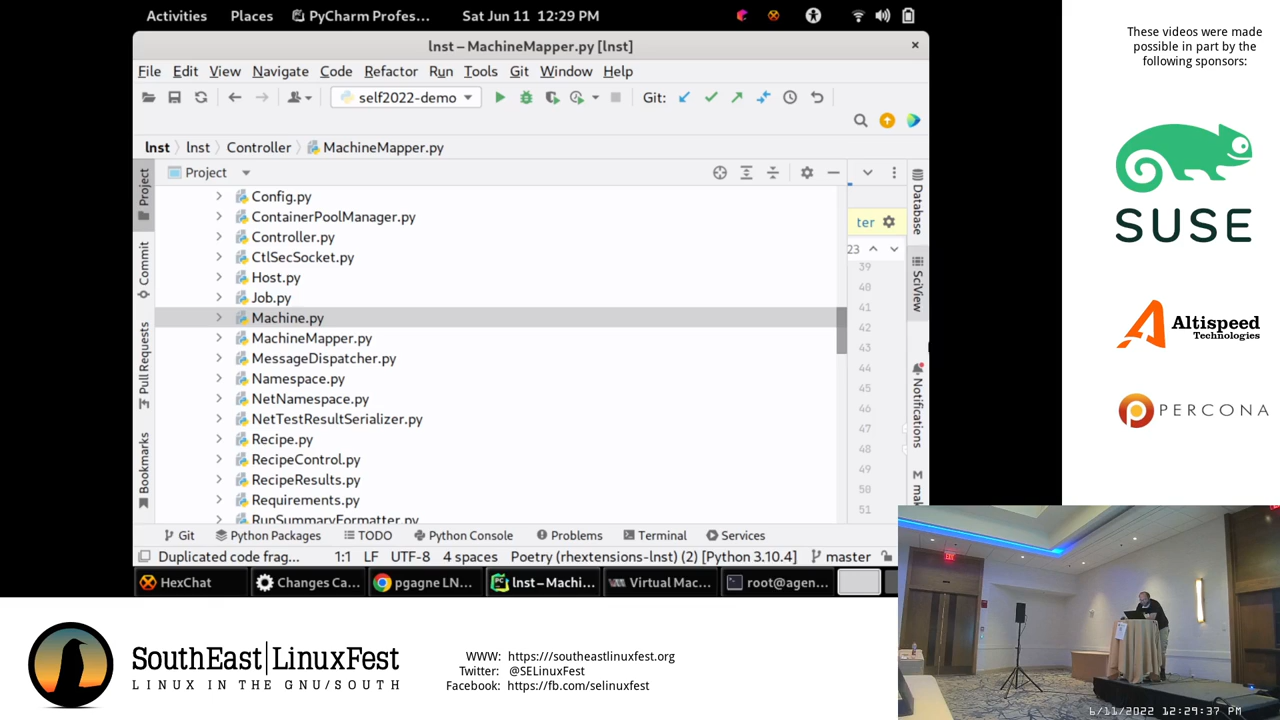 Activities Places PyCharm Profes... Sat Jun 11 12:29 PM
lnst – MachineMapper.py [lnst]
File Edit View Navigate Code Refactor Run Tools Git Window Help
self2022-demo Git:
lnst lnst Controller MachineMapper.py
Project
Config.py
ContainerPoolManager.py
Controller.py
CtlSecSocket.py
Host.py
Job.py
Machine.py
MachineMapper.py
MessageDispatcher.py
Namespace.py
NetNamespace.py
NetTestResultSerializer.py
Recipe.py
RecipeControl.py
RecipeResults.py
Requirements.py
RunSummaryFormatter.py
Project
Commit
Pull Requests
Bookmarks
ter
23
39
40
41
42
43
44
45
46
47
48
49
50
51
Database
SciView
Notifications
mak
Git Python Packages TODO Python Console Problems Terminal Services
Duplicated code frag... 1:1 LF UTF-8 4 spaces Poetry (rhextensions-lnst) (2) [Python 3.10.4] master
HexChat Changes Ca... pgagne LN... lnst – Machi... Virtual Mac... root@agen...
These videos were made
possible in part by the
following sponsors:
SUSE
Altispeed
Technologies
PERCONA
SouthEast LinuxFest
LINUX IN THE GNU/SOUTH
WWW: https:///southeastlinuxfest.org
Twitter: @SELinuxFest
Facebook: https://fb.com/selinuxfest
6/11/2022 12:29:37 PM